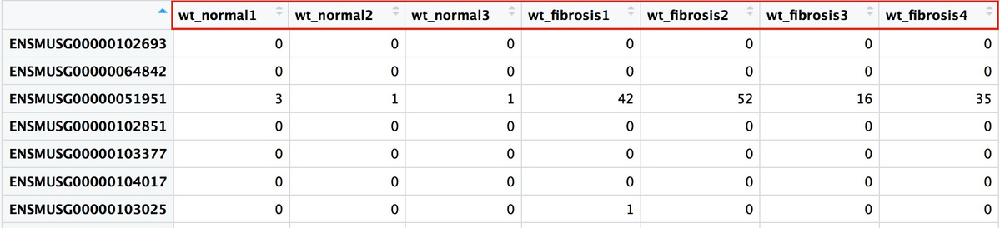 wt_normal1 wt_normal2 wt_normal3 wt_fibrosis1 wt_fibrosis2 wt_fibrosis3 wt_fibrosis4
ENSMUSG00000102693 0 0 0 0 0 0 0
ENSMUSG00000064842 0 0 0 0 0 0 0
ENSMUSG00000051951 3 1 1 42 52 16 35
ENSMUSG00000102851 0 0 0 0 0 0 0
ENSMUSG00000103377 0 0 0 0 0 0 0
ENSMUSG00000104017 0 0 0 0 0 0 0
ENSMUSG00000103025 0 0 0 1 0 0 0